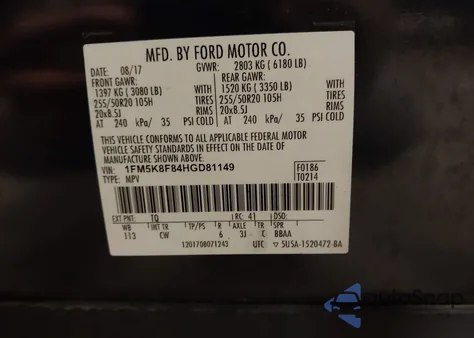 MFD. BY FORD MOTOR CO.
DATE: 08/17 GVWR: 2803 KG ( 6180 LB)
FRONT GAWR: REAR GAWR:
1397 KG ( 3080 LB) WITH 1520 KG ( 3350 LB) WITH
255/50R20 105H TIRES 255/50R20 105H TIRES
20x8.5J RIMS 20x8.5J RIMS
AT 240 kPa/ 35 PSI COLD AT 240 kPa/ 35 PSI COLD
THIS VEHICLE CONFORMS TO ALL APPLICABLE FEDERAL MOTOR
VEHICLE SAFETY STANDARDS IN EFFECT ON THE DATE OF
MANUFACTURE SHOWN ABOVE.
VIN: 1FM5K8F84HGD81149 F0186
TYPE: MPV T0214
EXT PNT: TQ RC: 41 DSO:
WB INT TR TP/PS R AXLE TR SPR
113 CW 6 3J C BBAA
1201708071243 UTC 5U5A-1520472-BA
autoSnap